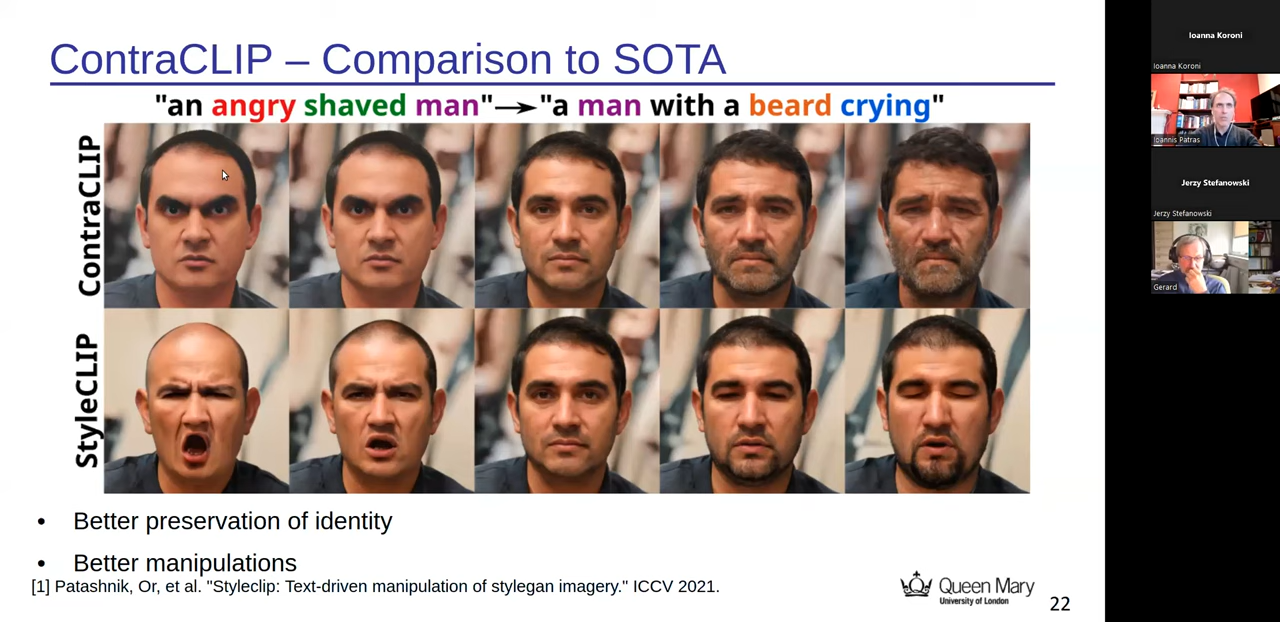 ContraCLIP – Comparison to SOTA
"an angry shaved man"→"a man with a beard crying"
ContraCLIP
StyleCLIP
• Better preservation of identity
• Better manipulations
[1] Patashnik, Or, et al. "Styleclip: Text-driven manipulation of stylegan imagery." ICCV 2021.
Queen Mary
University of London
22
Ioanna Koroni
Ioanna Koroni
Ioannis Patras
Jerzy Stefanowski
Jerzy Stefanowski
Gerard